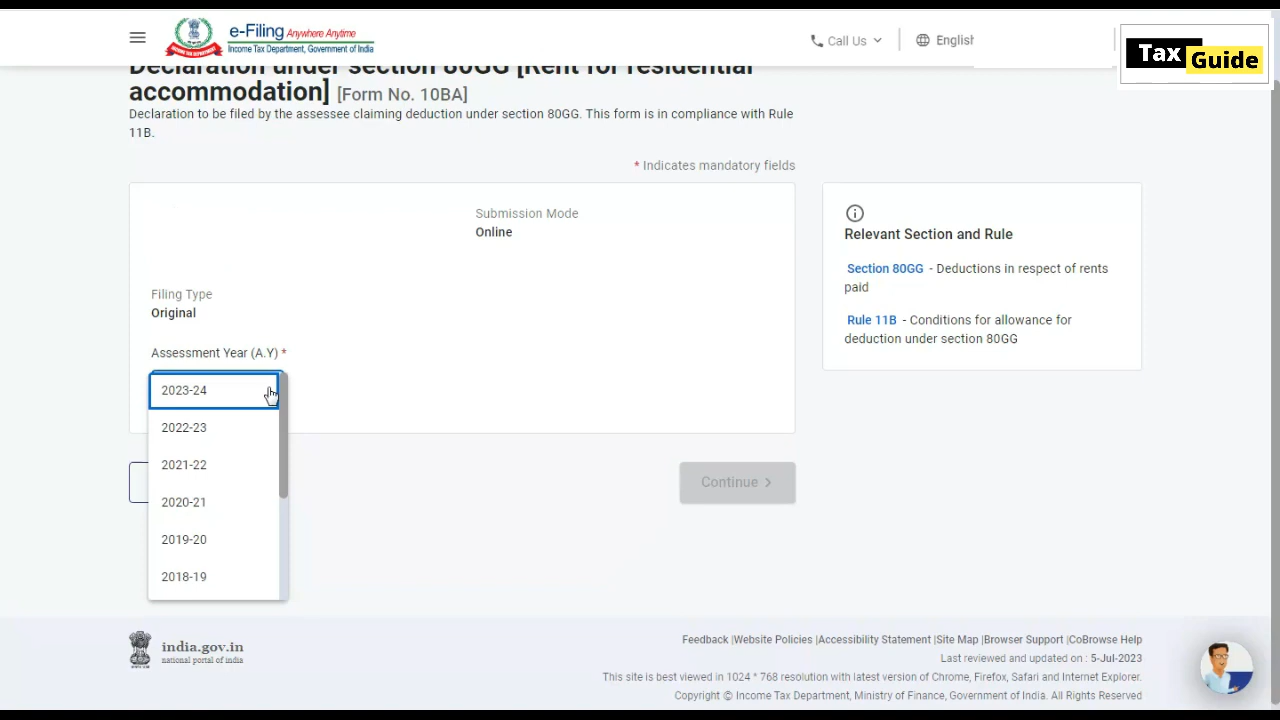 e-Filing Anywhere Anytime
Income Tax Department, Government of India
Call Us
English
Tax Guide
Declaration under section 80GG [Rent for residential
accommodation] [Form No. 10BA]
Declaration to be filed by the assessee claiming deduction under section 80GG. This form is in compliance with Rule
11B.
* Indicates mandatory fields
Submission Mode
Online
Filing Type
Original
Assessment Year (A.Y) *
2023-24
2022-23
2021-22
2020-21
2019-20
2018-19
Continue >
Relevant Section and Rule
Section 80GG - Deductions in respect of rents
paid
Rule 11B - Conditions for allowance for
deduction under section 80GG
india.gov.in
national portal of india
Feedback |Website Policies |Accessibility Statement |Site Map |Browser Support |CoBrowse Help
Last reviewed and updated on : 5-Jul-2023
This site is best viewed in 1024 * 768 resolution with latest version of Chrome, Firefox, Safari and Internet Explorer.
Copyright © Income Tax Department, Ministry of Finance, Government of India. All Rights Reserved